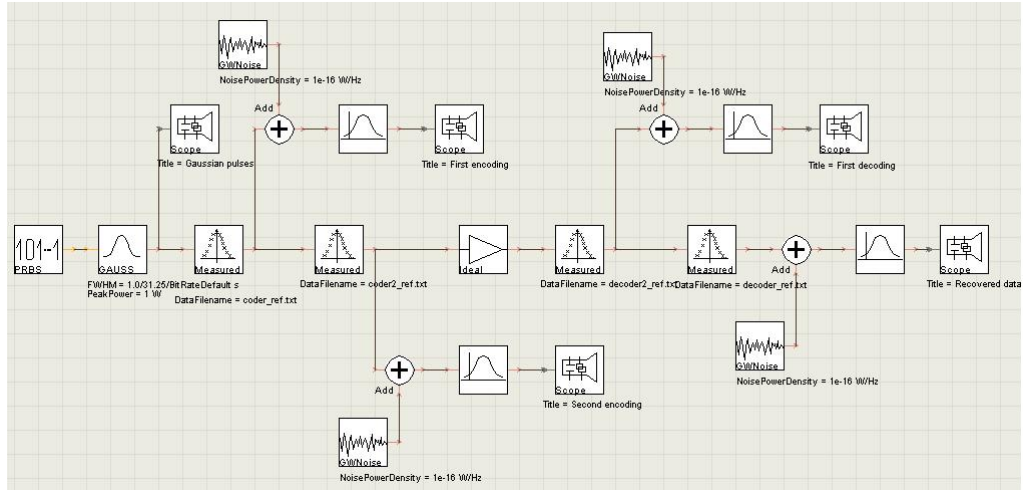 GWNoise
NoisePowerDensity = 1e-16 W/Hz
GWNoise
NoisePowerDensity = 1e-16 W/Hz
Add
Scope
Title = Gaussian pulses
Scope
Title = First encoding
Add
Scope
Title = First decoding
101-1
PRBS
GAUSS
FWHM = 1.0/31.25/BitRateDefault s
PeakPower = 1 W
Measured
DataFilename = coder_ref.txt
Measured
DataFilename = coder2_ref.txt
Ideal
Measured
DataFilename = decoder2_ref.txt
Measured
DataFilename = decoder_ref.txt
Add
Scope
Title = Recovered data
GWNoise
NoisePowerDensity = 1e-16 W/Hz
Add
Scope
Title = Second encoding
GWNoise
NoisePowerDensity = 1e-16 W/Hz